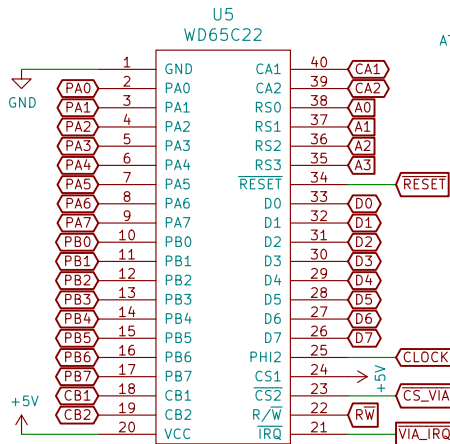 U5
WD65C22
AT
1 GND CA1 40 CA1
GND PA0 2 PA0 CA2 39 CA2
PA1 3 PA1 RS0 38 A0
PA2 4 PA2 RS1 37 A1
PA3 5 PA3 RS2 36 A2
PA4 6 PA4 RS3 35 A3
PA5 7 PA5 RESET 34 RESET
PA6 8 PA6 D0 33 D0
PA7 9 PA7 D1 32 D1
PB0 10 PB0 D2 31 D2
PB1 11 PB1 D3 30 D3
PB2 12 PB2 D4 29 D4
PB3 13 PB3 D5 28 D5
PB4 14 PB4 D6 27 D6
PB5 15 PB5 D7 26 D7
PB6 16 PB6 PHI2 25 CLOCK
PB7 17 PB7 CS1 24 +5V
+5V CB1 18 CB1 CS2 23 CS_VIA
CB2 19 CB2 R/W 22 RW
20 VCC IRQ 21 VIA_IRQ